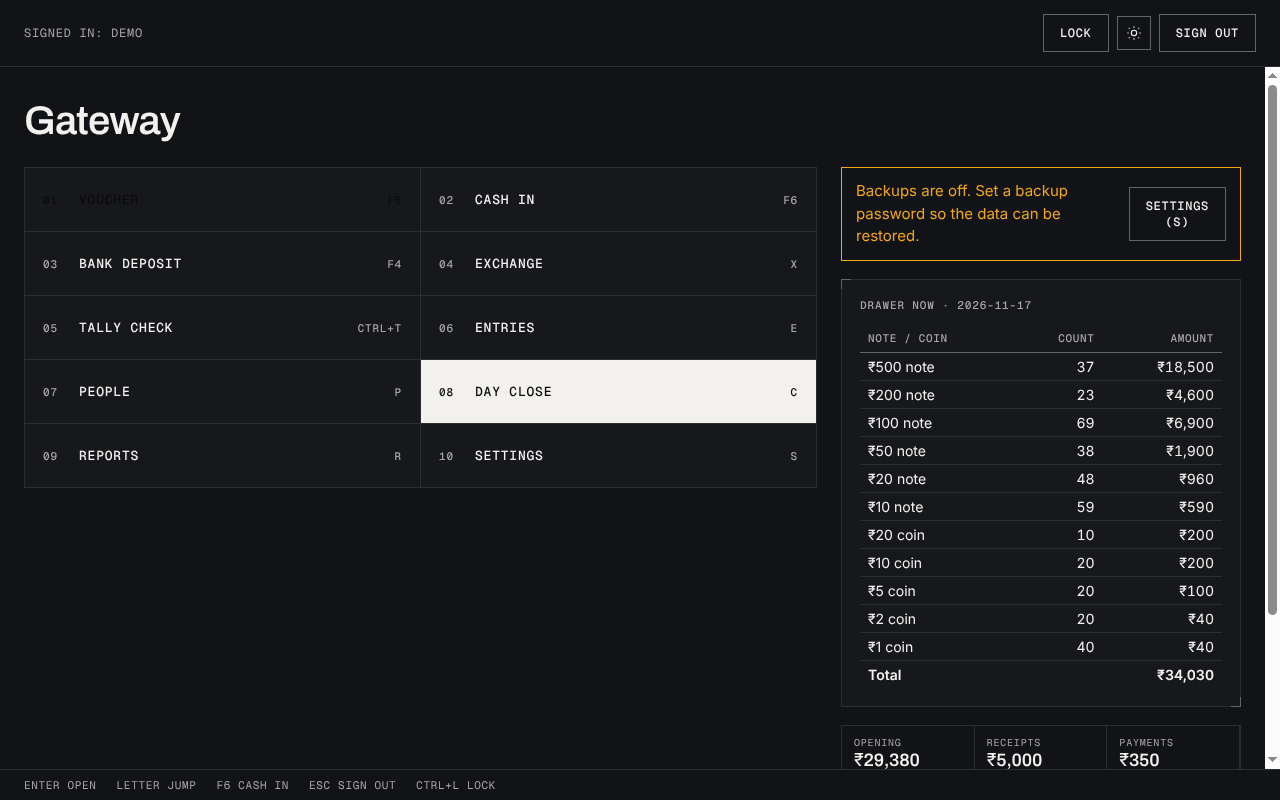 SIGNED IN: DEMO
LOCK
SIGN OUT
Gateway
01 VOUCHER F5
02 CASH IN F6
03 BANK DEPOSIT F4
04 EXCHANGE X
05 TALLY CHECK CTRL+T
06 ENTRIES E
07 PEOPLE P
08 DAY CLOSE C
09 REPORTS R
10 SETTINGS S
Backups are off. Set a backup
password so the data can be
restored.
SETTINGS
(S)
DRAWER NOW · 2026-11-17
NOTE / COIN COUNT AMOUNT
₹500 note 37 ₹18,500
₹200 note 23 ₹4,600
₹100 note 69 ₹6,900
₹50 note 38 ₹1,900
₹20 note 48 ₹960
₹10 note 59 ₹590
₹20 coin 10 ₹200
₹10 coin 20 ₹200
₹5 coin 20 ₹100
₹2 coin 20 ₹40
₹1 coin 40 ₹40
Total ₹34,030
OPENING RECEIPTS PAYMENTS
₹29,380 ₹5,000 ₹350
ENTER OPEN LETTER JUMP F6 CASH IN ESC SIGN OUT CTRL+L LOCK